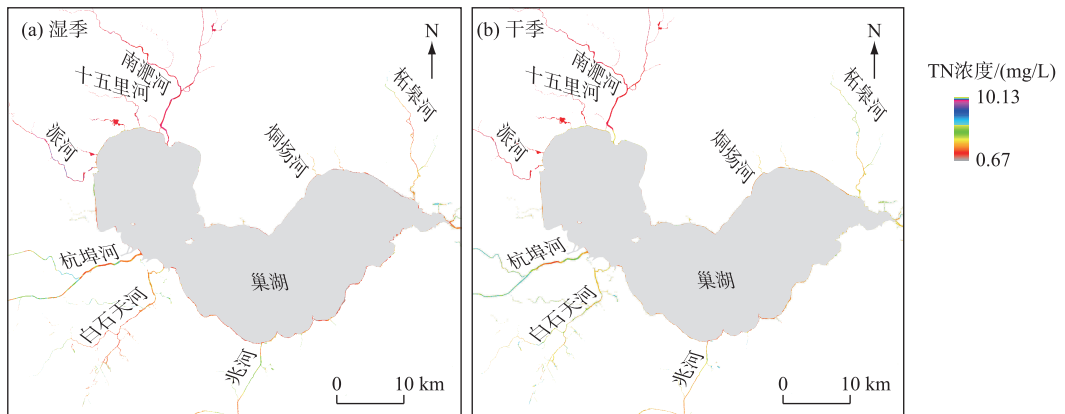 (a) 湿季
N
南淝河
十五里河
派河
柘皋河
烔炀河
杭埠河
白石天河
巢湖
兆河
0 10 km
(b) 干季
N
南淝河
十五里河
派河
柘皋河
烔炀河
杭埠河
白石天河
巢湖
兆河
0 10 km
TN浓度/(mg/L)
10.13
0.67